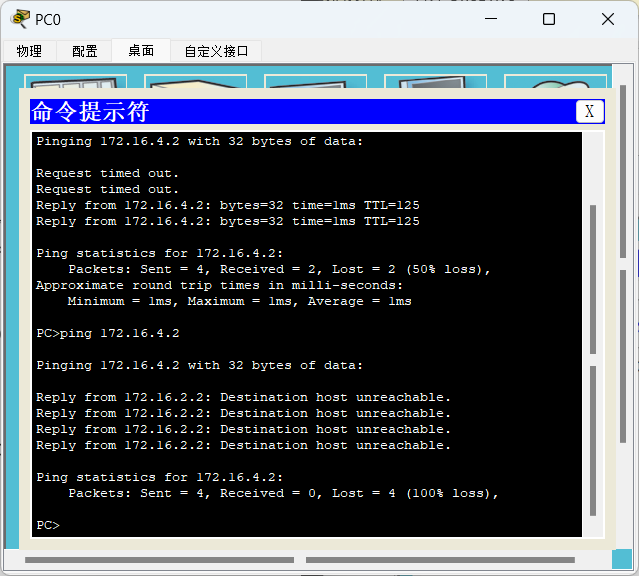 PC0
物理 配置 桌面 自定义接口
命令提示符 X
Pinging 172.16.4.2 with 32 bytes of data:
Request timed out.
Request timed out.
Reply from 172.16.4.2: bytes=32 time=1ms TTL=125
Reply from 172.16.4.2: bytes=32 time=1ms TTL=125
Ping statistics for 172.16.4.2:
Packets: Sent = 4, Received = 2, Lost = 2 (50% loss),
Approximate round trip times in milli-seconds:
Minimum = 1ms, Maximum = 1ms, Average = 1ms
PC>ping 172.16.4.2
Pinging 172.16.4.2 with 32 bytes of data:
Reply from 172.16.2.2: Destination host unreachable.
Reply from 172.16.2.2: Destination host unreachable.
Reply from 172.16.2.2: Destination host unreachable.
Reply from 172.16.2.2: Destination host unreachable.
Ping statistics for 172.16.4.2:
Packets: Sent = 4, Received = 0, Lost = 4 (100% loss),
PC>